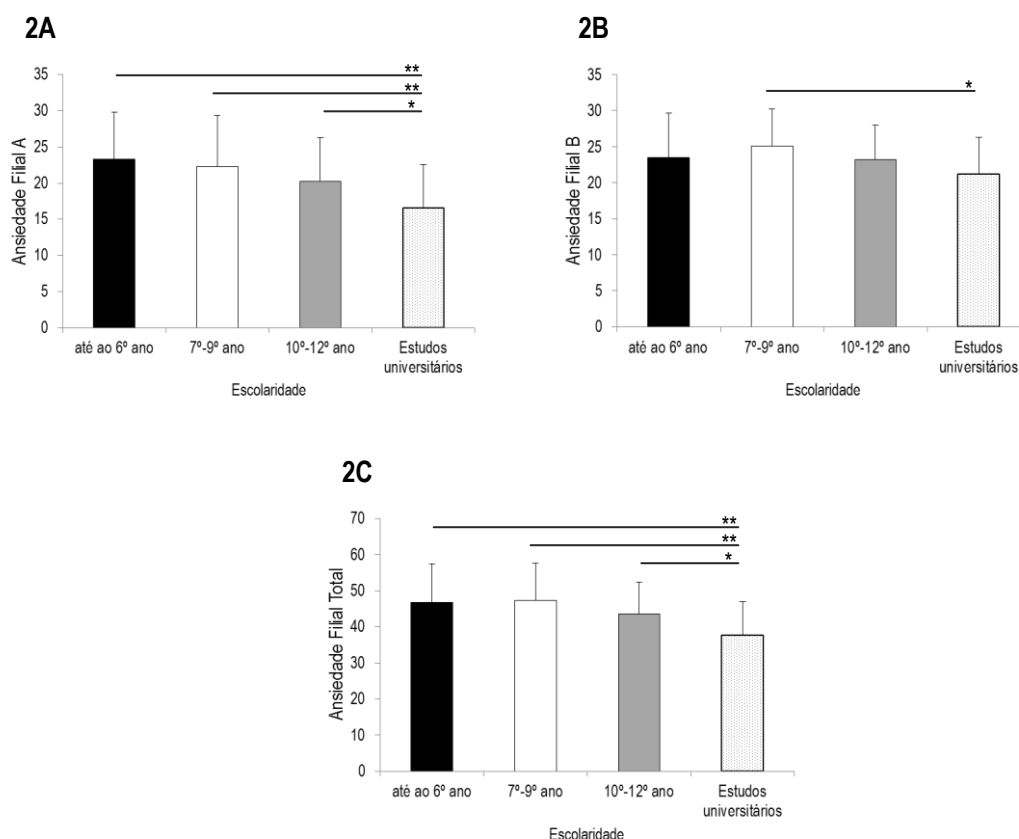 2A
**
**
*
35
30
25
20
15
10
5
0
Ansiedade Filial A
até ao 6º ano
7º-9º ano
10º-12º ano
Estudos
universitários
Escolaridade
2B
*
35
30
25
20
15
10
5
0
Ansiedade Filial B
até ao 6º ano
7º-9º ano
10º-12º ano
Estudos
universitários
Escolaridade
2C
**
**
*
70
60
50
40
30
20
10
0
Ansiedade Filial Total
até ao 6º ano
7º-9º ano
10º-12º ano
Estudos
universitários
Escolaridade